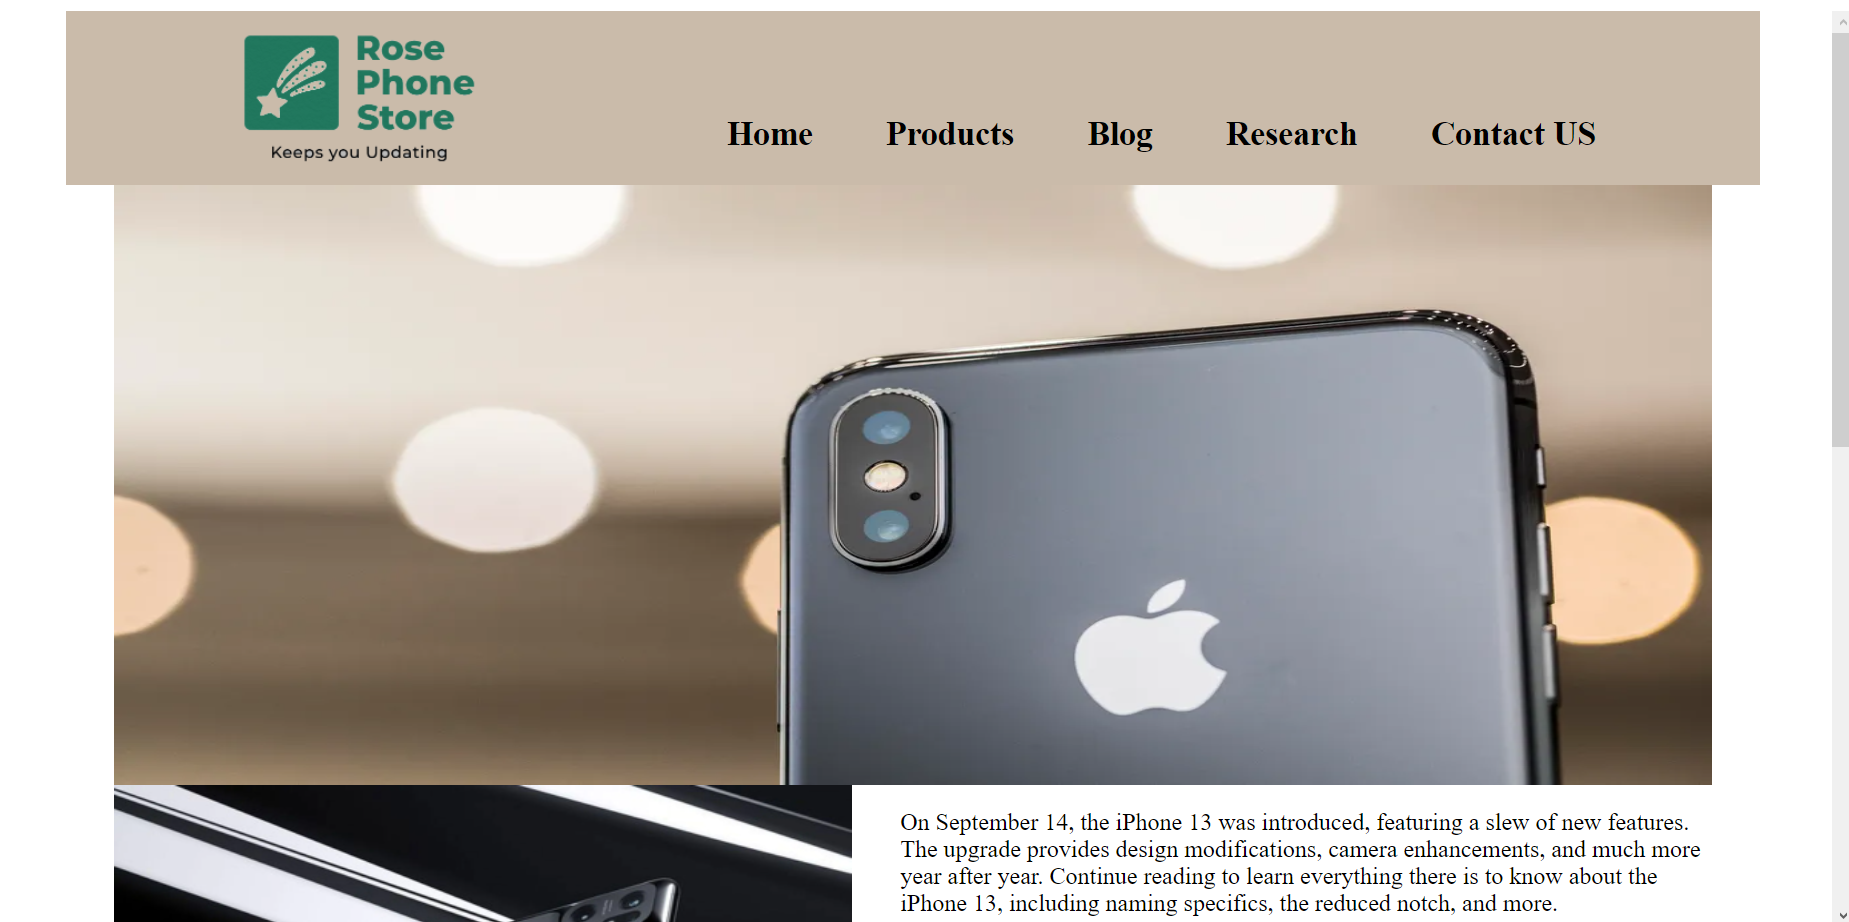 Rose
Phone
Store
Keeps you Updating
Home Products Blog Research Contact US
On September 14, the iPhone 13 was introduced, featuring a slew of new features.
The upgrade provides design modifications, camera enhancements, and much more
year after year. Continue reading to learn everything there is to know about the
iPhone 13, including naming specifics, the reduced notch, and more.